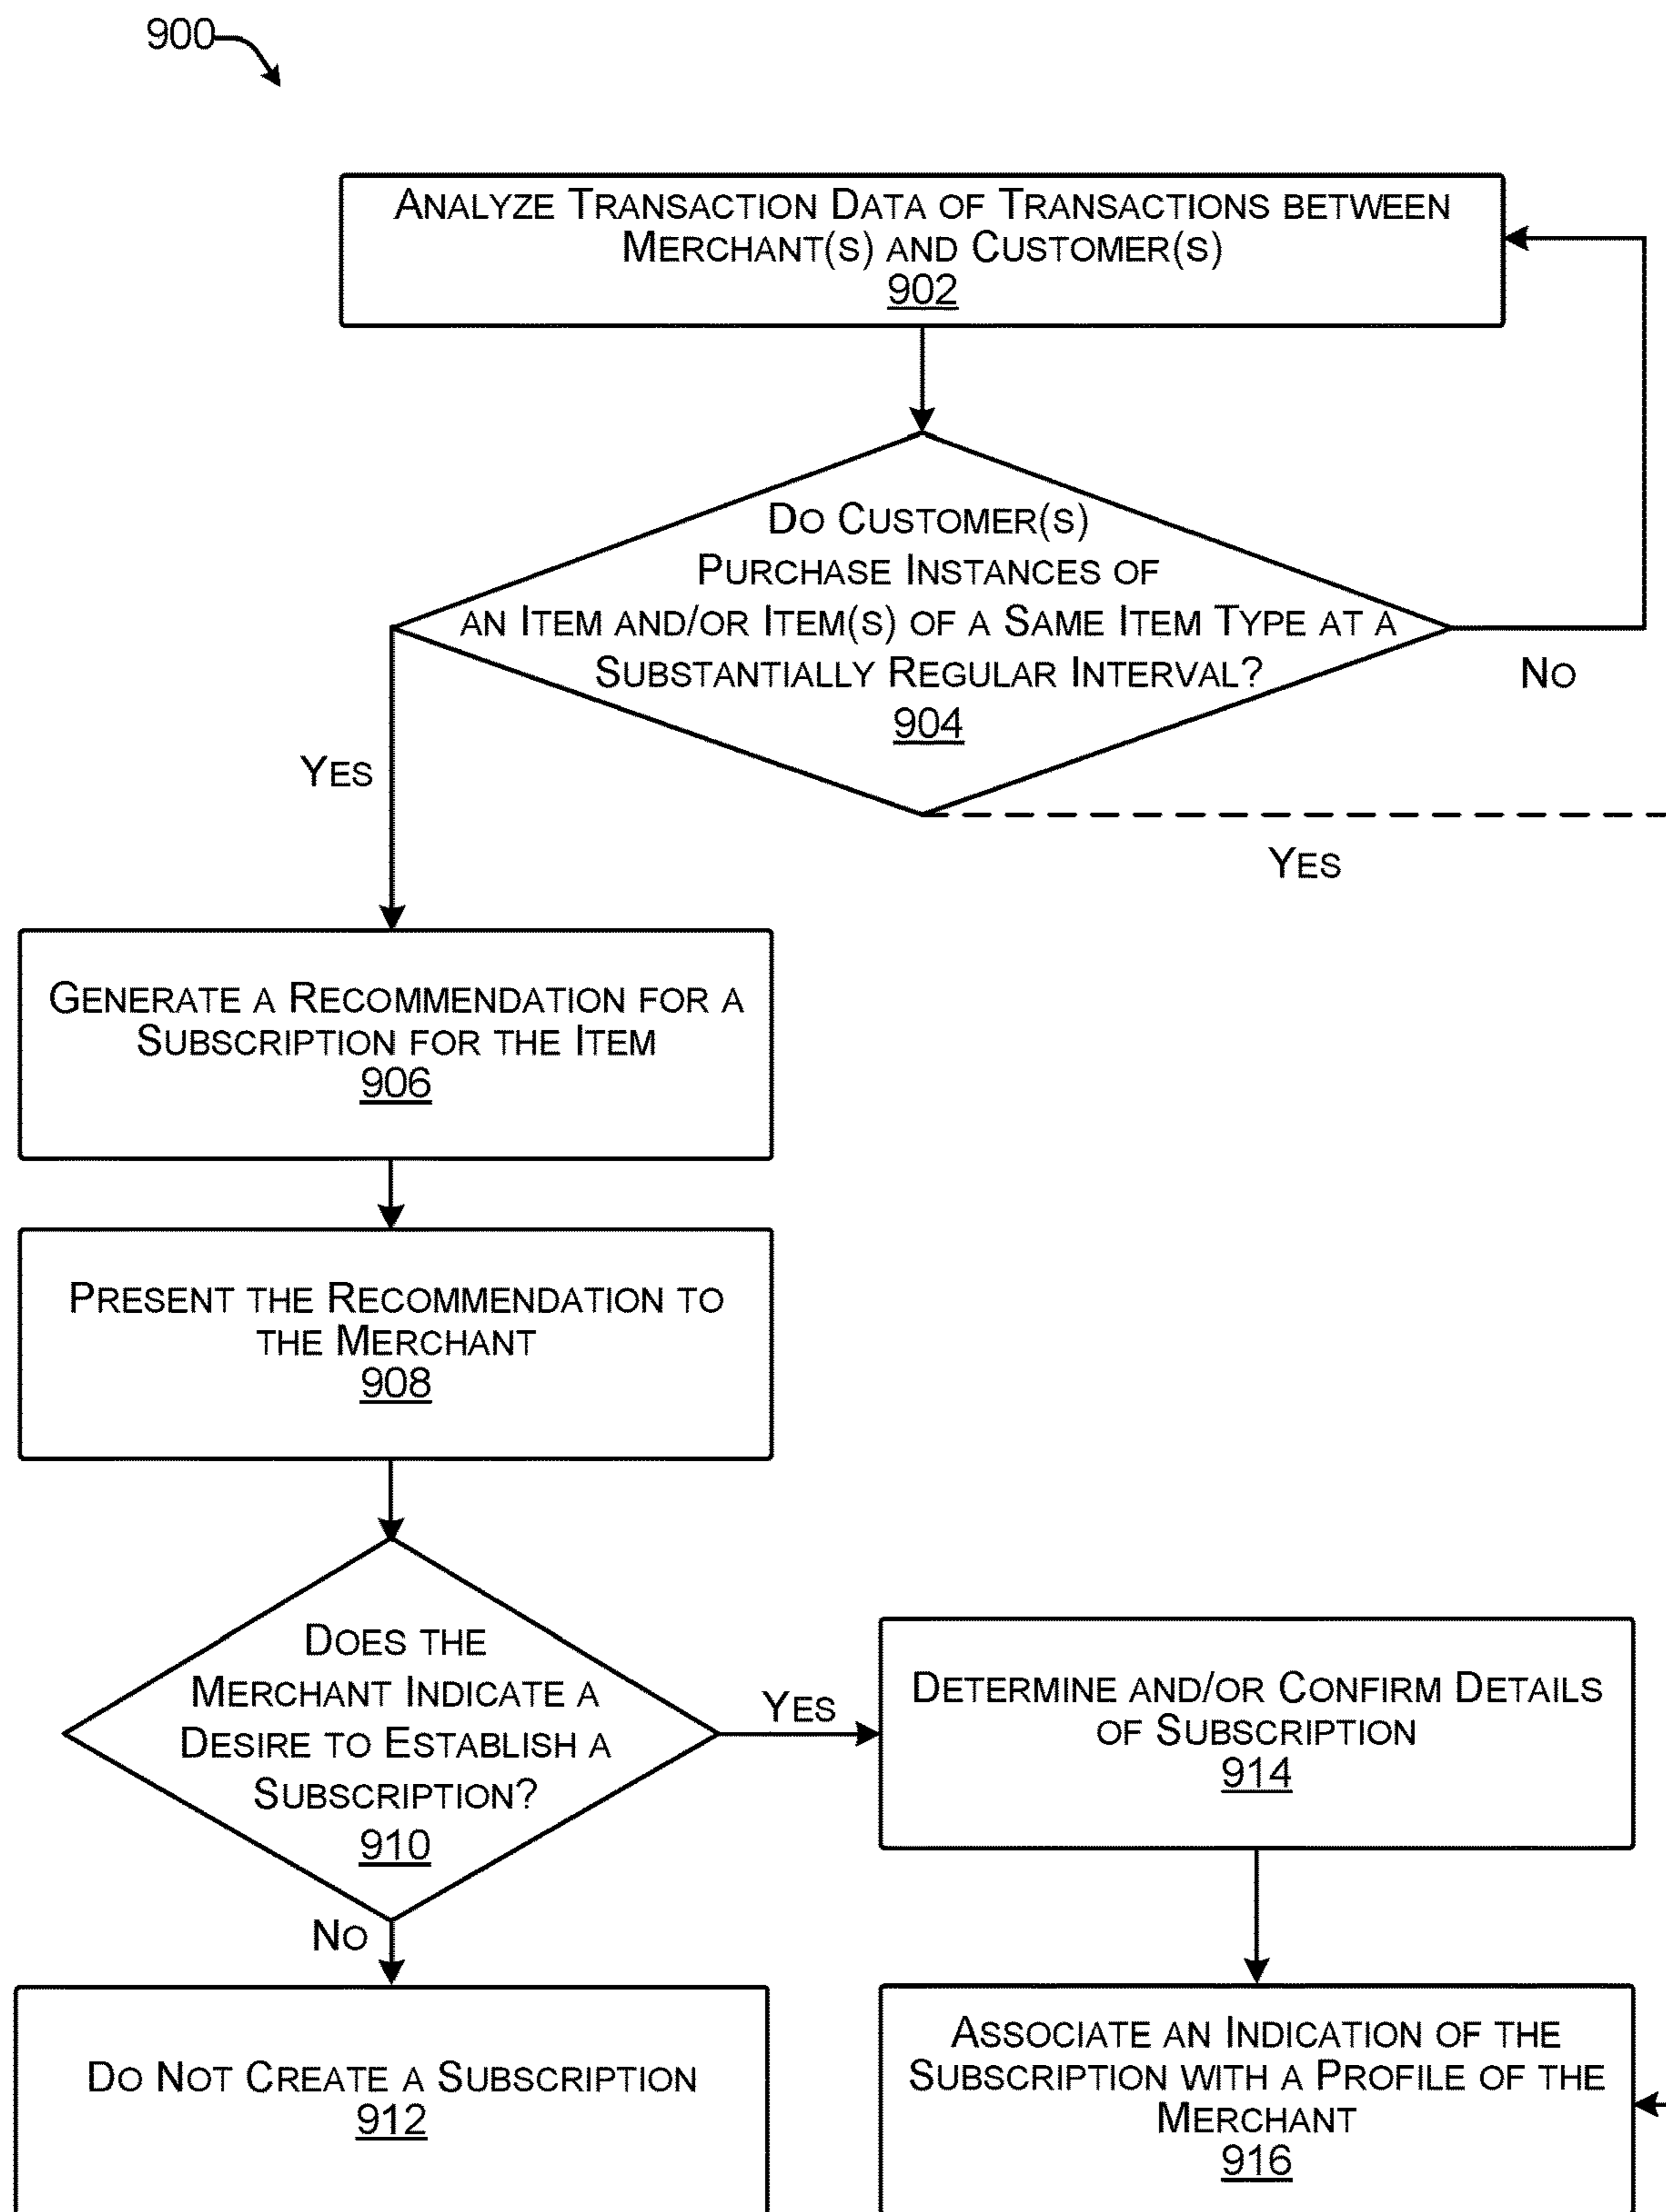 900
Analyze Transaction Data of Transactions between
Merchant(s) and Customer(s)
902
Do Customer(s)
Purchase Instances of
an Item and/or Item(s) of a Same Item Type at a
Substantially Regular Interval?
904
No
Yes
Yes
Generate a Recommendation for a
Subscription for the Item
906
Present the Recommendation to
the Merchant
908
Does the
Merchant Indicate a
Desire to Establish a
Subscription?
910
Yes
Determine and/or Confirm Details
of Subscription
914
No
Do Not Create a Subscription
912
Associate an Indication of the
Subscription with a Profile of the
Merchant
916